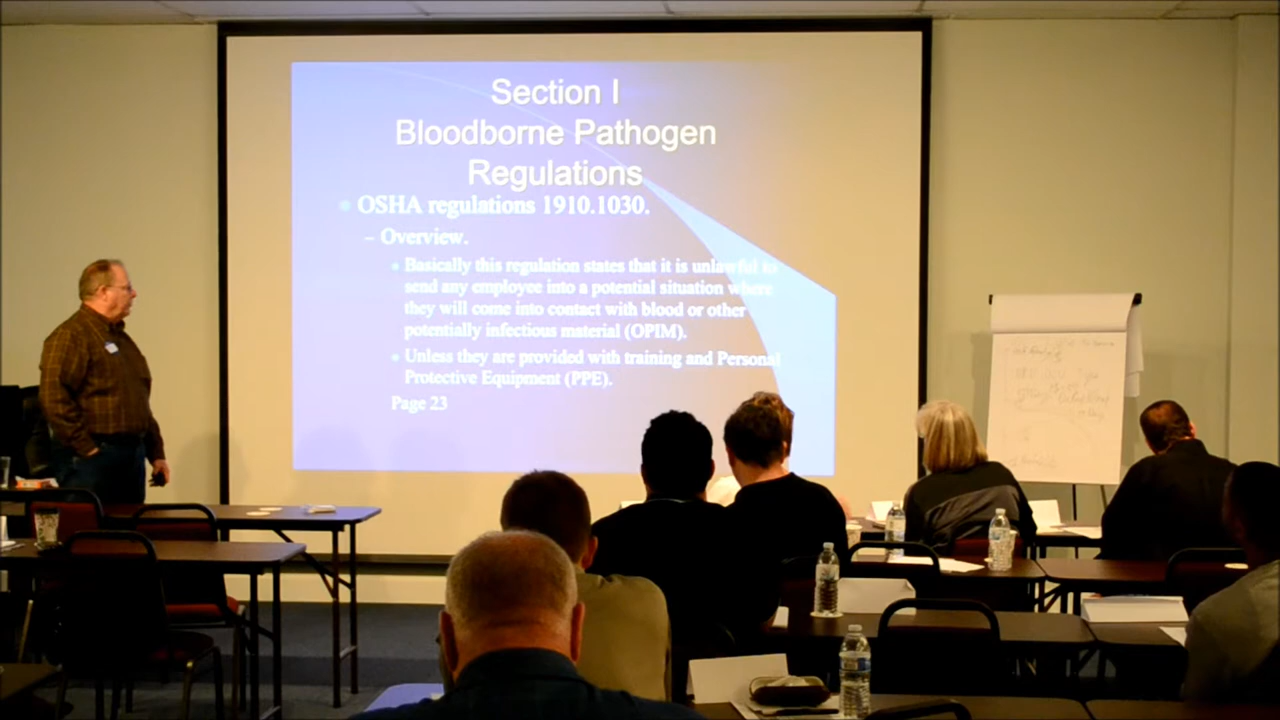 Section I
Bloodborne Pathogen
Regulations
OSHA regulations 1910.1030.
– Overview.
Basically this regulation states that it is unlawful to
send any employee into a potential situation where
they will come into contact with blood or other
potentially infectious material (OPIM).
Unless they are provided with training and Personal
Protective Equipment (PPE).
Page 23